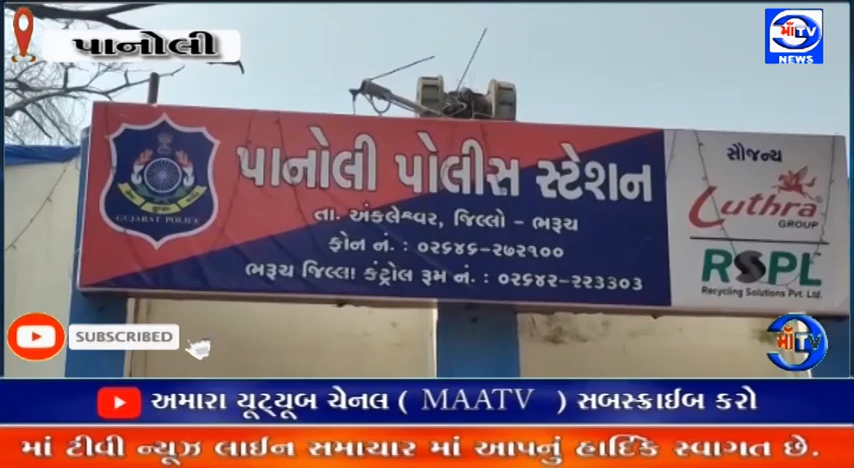 પાનોલી
માઁ TV
NEWS
પાનોલી પોલીસ સ્ટેશન
તા. અંકલેશ્વર, જિલ્લો - ભરૂચ
ફોન નં. : ૦૨૬૪૬-૨૭૨૧૦૦
ભરૂચ જિલ્લા કંટ્રોલ રૂમ નં. : ૦૨૬૪૨-૨૨૩૩૦૩
GUJARAT POLICE
સૌજન્ય
Luthra
GROUP
RSPL
Recycling Solutions Pvt. Ltd.
SUBSCRIBED
માઁ TV
અમારા યૂટ્યૂબ ચેનલ ( MAATV ) સબસ્ક્રાઈબ કરો
માં ટીવી ન્યૂઝ લાઈન સમાચાર માં આપનું હાર્દિક સ્વાગત છે.